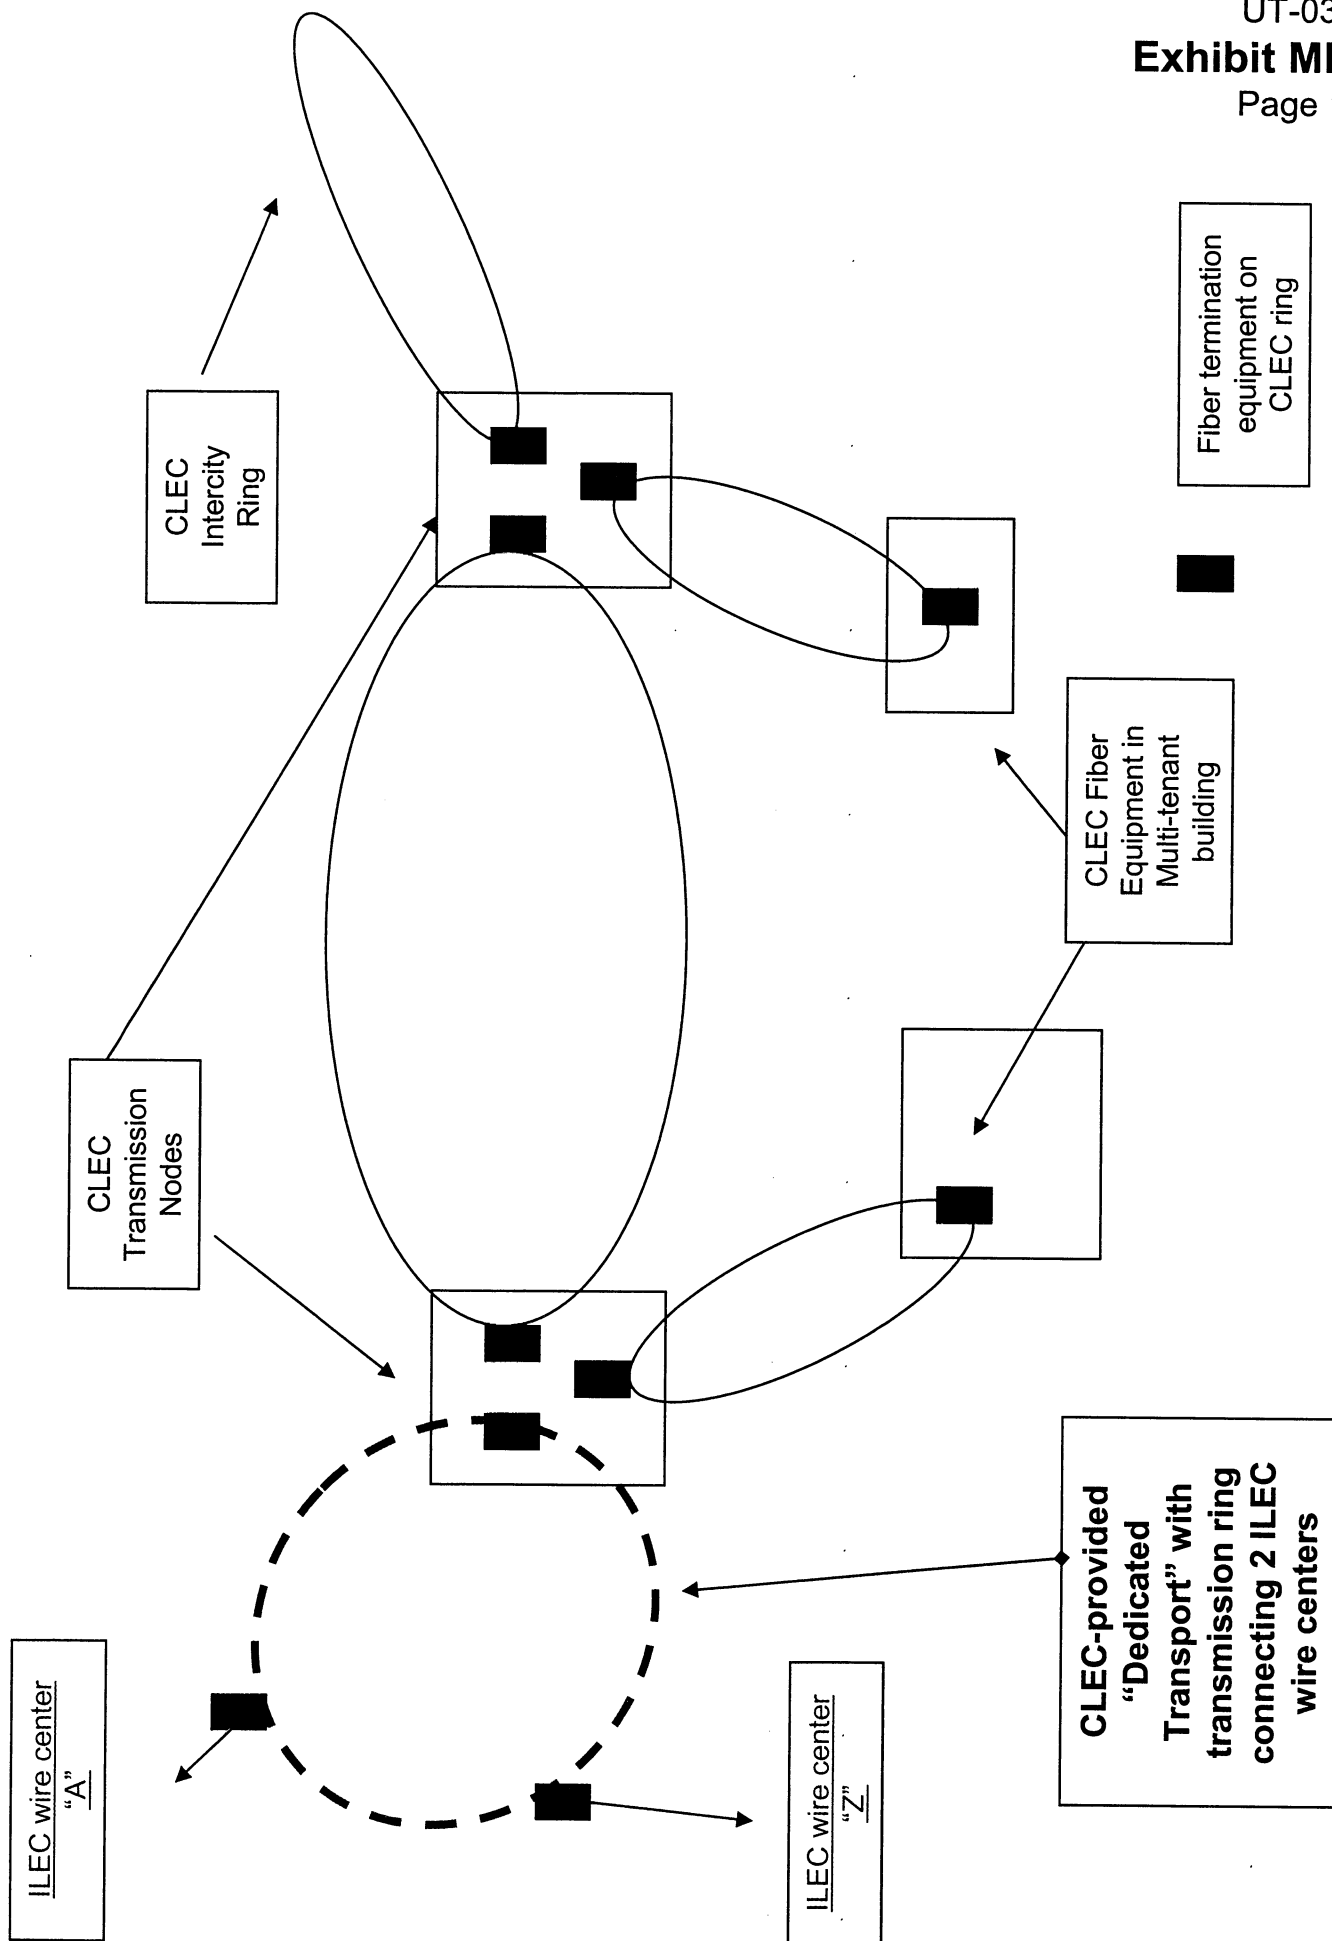 UT-03
Exhibit
Page
CLEC
Intercity
Ring
CLEC
Transmission
Nodes
ILEC wire center
"A"
ILEC wire center
"Z"
CLEC-provided
"Dedicated
Transport" with
transmission ring
connecting 2 ILEC
wire centers
CLEC Fiber
Equipment in
Multi-tenant
building
Fiber termination
equipment on
CLEC ring